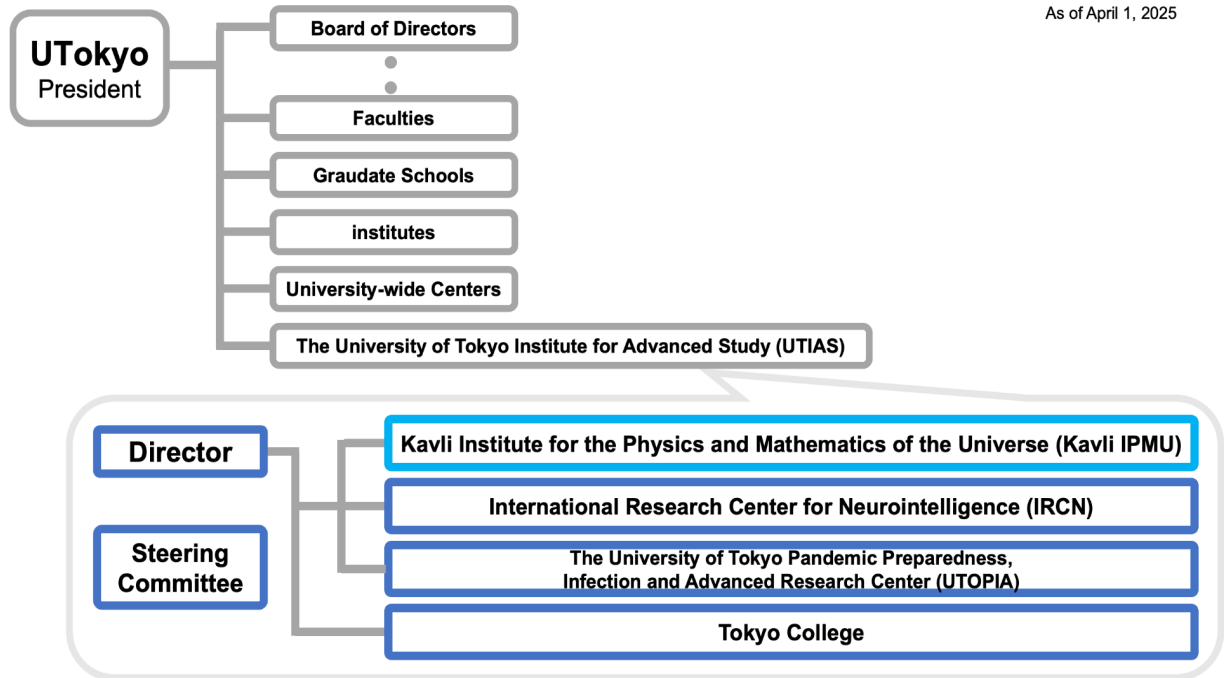 As of April 1, 2025
UTokyo
President
Board of Directors
Faculties
Graudate Schools
institutes
University-wide Centers
The University of Tokyo Institute for Advanced Study (UTIAS)
Director
Steering
Committee
Kavli Institute for the Physics and Mathematics of the Universe (Kavli IPMU)
International Research Center for Neurointelligence (IRCN)
The University of Tokyo Pandemic Preparedness,
Infection and Advanced Research Center (UTOPIA)
Tokyo College